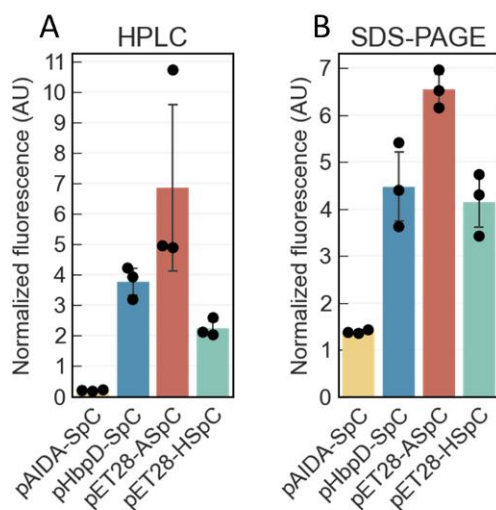 A
HPLC
Normalized fluorescence (AU)
11
10
9
8
7
6
5
4
3
2
1
0
pAIDA-SpC
pHbpD-SpC
pET28-ASpC
pET28-HSpC
B
SDS-PAGE
Normalized fluorescence (AU)
7
6
5
4
3
2
1
0
pAIDA-SpC
pHbpD-SpC
pET28-ASpC
pET28-HSpC